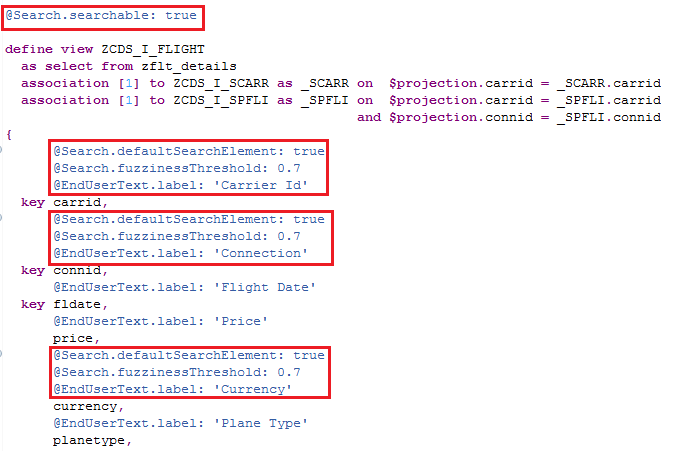 @Search.searchable: true
define view ZCDS_I_FLIGHT
as select from zflt_details
association [1] to ZCDS_I_SCARR as _SCARR on $projection.carrid = _SCARR.carrid
association [1] to ZCDS_I_SPFLI as _SPFLI on $projection.carrid = _SPFLI.carrid
and $projection.connid = _SPFLI.connid
{
@Search.defaultSearchElement: true
@Search.fuzzinessThreshold: 0.7
@EndUserText.label: 'Carrier Id'
key carrid,
@Search.defaultSearchElement: true
@Search.fuzzinessThreshold: 0.7
@EndUserText.label: 'Connection'
key connid,
@EndUserText.label: 'Flight Date'
key fldate,
@EndUserText.label: 'Price'
price,
@Search.defaultSearchElement: true
@Search.fuzzinessThreshold: 0.7
@EndUserText.label: 'Currency'
currency,
@EndUserText.label: 'Plane Type'
planetype,